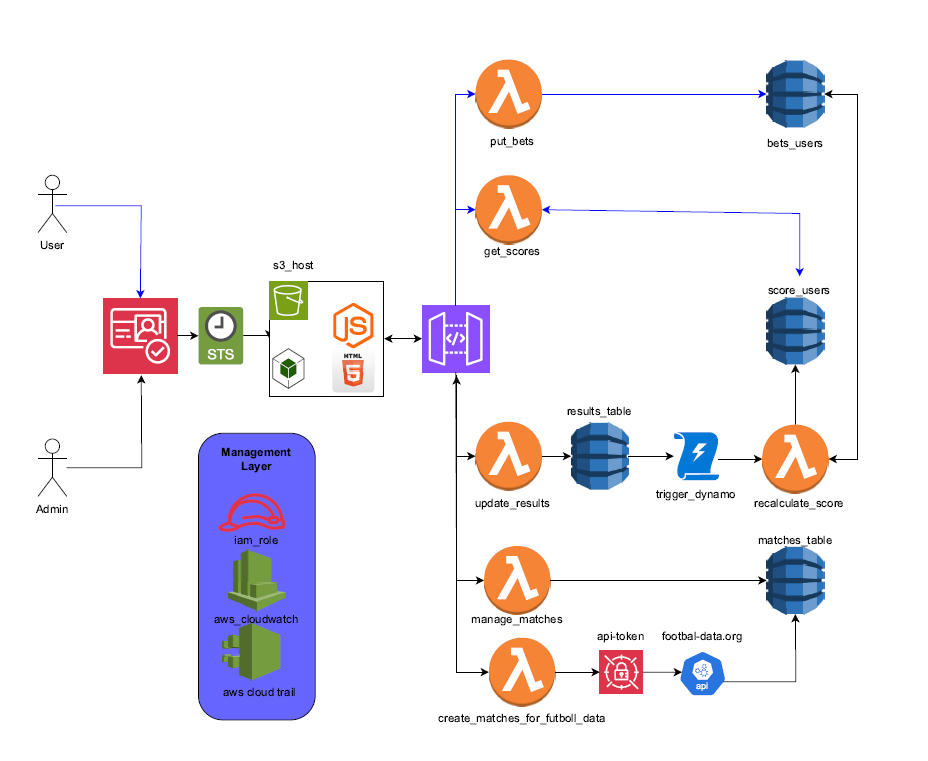 put_bets
bets_users
User
get_scores
s3_host
score_users
JS
STS
</>
HTML
5
results_table
Management
Layer
update_results
trigger_dynamo
recalculate_score
Admin
iam_role
matches_table
aws_cloudwatch
manage_matches
api-token
footbal-data.org
api
aws cloud trail
create_matches_for_futboll_data